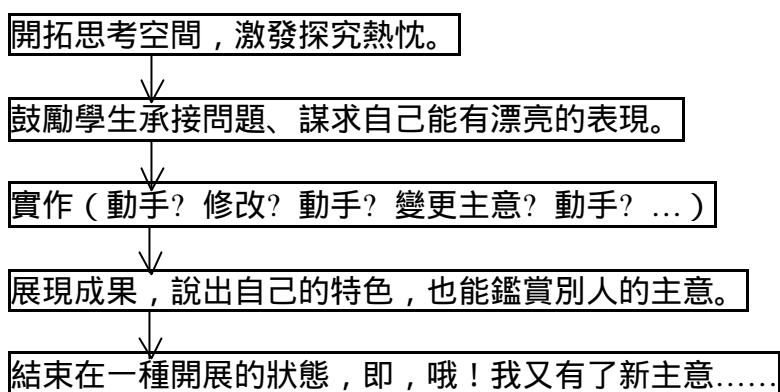 開拓思考空間，激發探究熱忱。
鼓勵學生承接問題、謀求自己能有漂亮的表現。
實作（動手? 修改? 動手? 變更主意? 動手? …）
展現成果，說出自己的特色，也能鑑賞別人的主意。
結束在一種開展的狀態，即，哦！我又有了新主意……